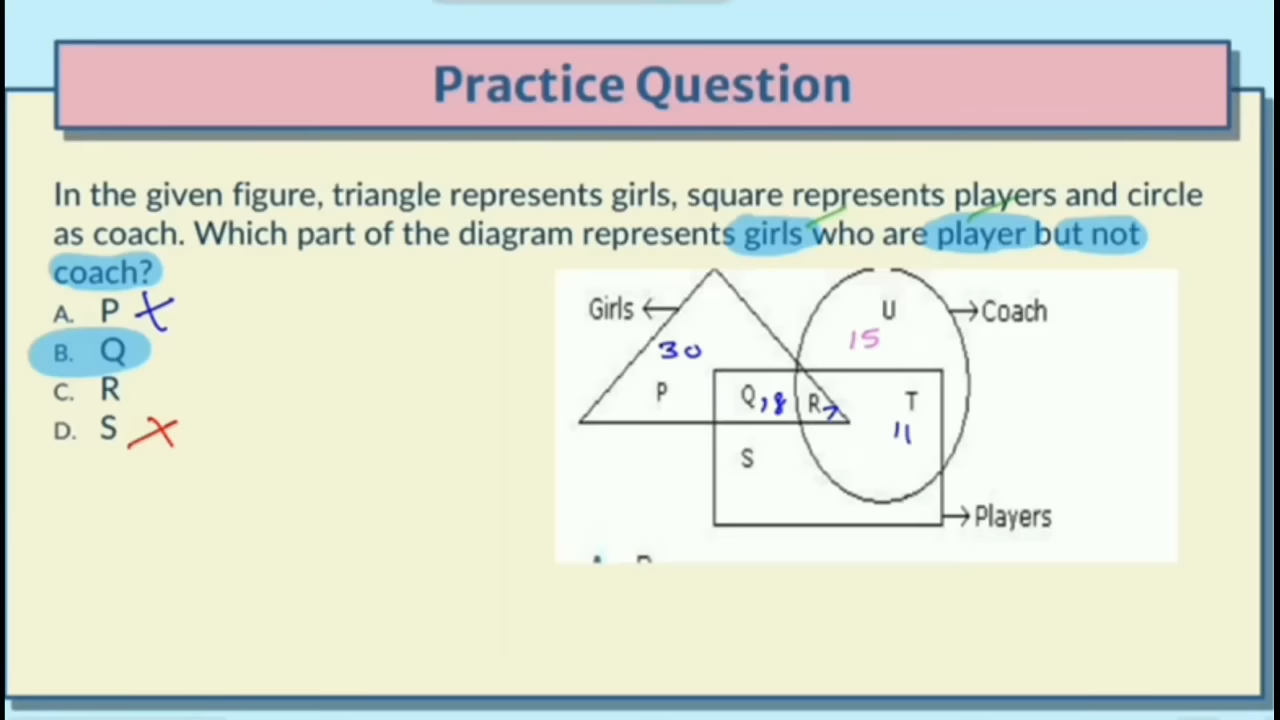 Practice Question
In the given figure, triangle represents girls, square represents players and circle
as coach. Which part of the diagram represents girls who are player but not
coach?
A. P
B. Q
C. R
D. S
Girls
U
Coach
15
30
P
Q 18 R 7 T
11
S
Players